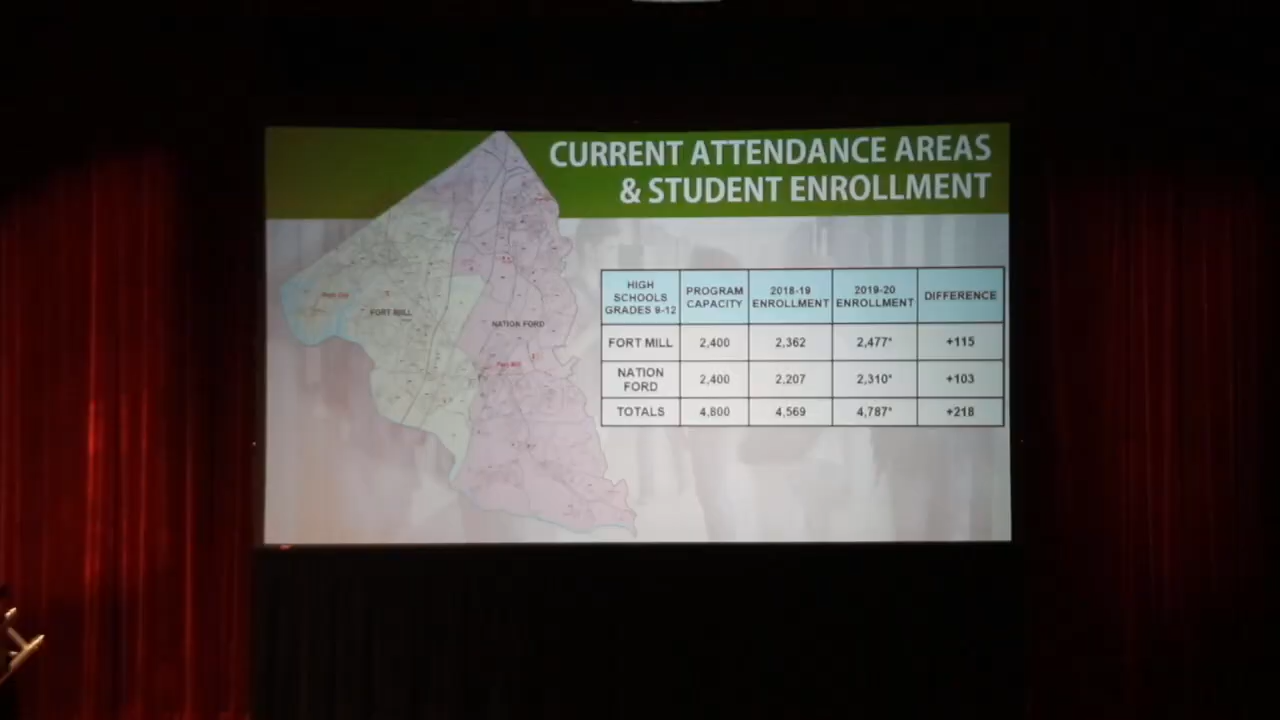 CURRENT ATTENDANCE AREAS
& STUDENT ENROLLMENT
HIGH SCHOOLS GRADES 9-12 PROGRAM CAPACITY 2018-19 ENROLLMENT 2019-20 ENROLLMENT DIFFERENCE
FORT MILL 2,400 2,362 2,477* +115
NATION FORD 2,400 2,207 2,310* +103
TOTALS 4,800 4,569 4,787* +218
FORT MILL
NATION FORD
Fort Mill